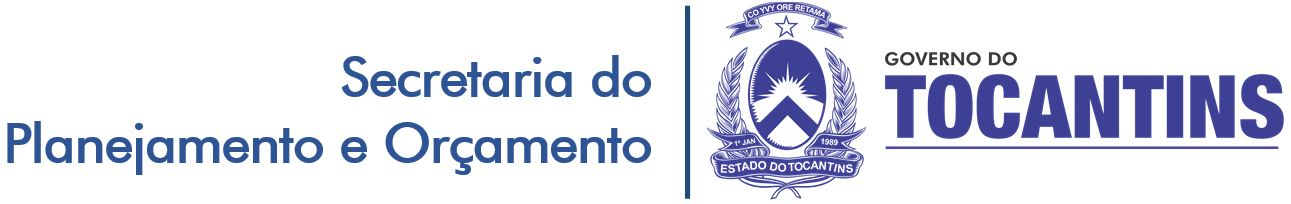 Secretaria do
Planejamento e Orçamento
CO YVY ORE RETAMA
1º JAN
1989
ESTADO DO TOCANTINS
GOVERNO DO
TOCANTINS